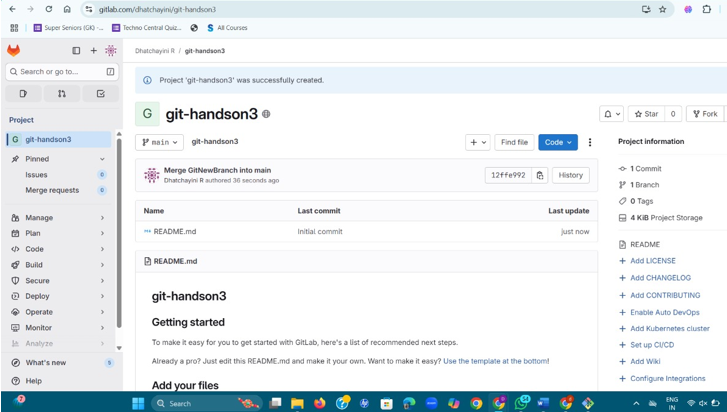 gitlab.com/dhatchayini/git-handson3
Super Seniors (GK) -...
Techno Central Quiz...
All Courses
Search or go to...
Project
G git-handson3
Pinned
Issues 0
Merge requests 0
Manage
Plan
Code
Build
Secure
Deploy
Operate
Monitor
Analyze
What's new 5
Help
Dhatchayini R / git-handson3
Project 'git-handson3' was successfully created.
G git-handson3
Star 0
Fork
main
git-handson3
Find file
Code
Merge GitNewBranch into main
Dhatchayini R authored 36 seconds ago
12ffe992
History
Name Last commit Last update
README.md Initial commit just now
README.md
git-handson3
Getting started
To make it easy for you to get started with GitLab, here's a list of recommended next steps.
Already a pro? Just edit this README.md and make it your own. Want to make it easy? Use the template at the bottom!
Add your files
Project information
1 Commit
1 Branch
0 Tags
4 KiB Project Storage
README
Add LICENSE
Add CHANGELOG
Add CONTRIBUTING
Enable Auto DevOps
Add Kubernetes cluster
Set up CI/CD
Add Wiki
Configure Integrations
Search
ENG
IN